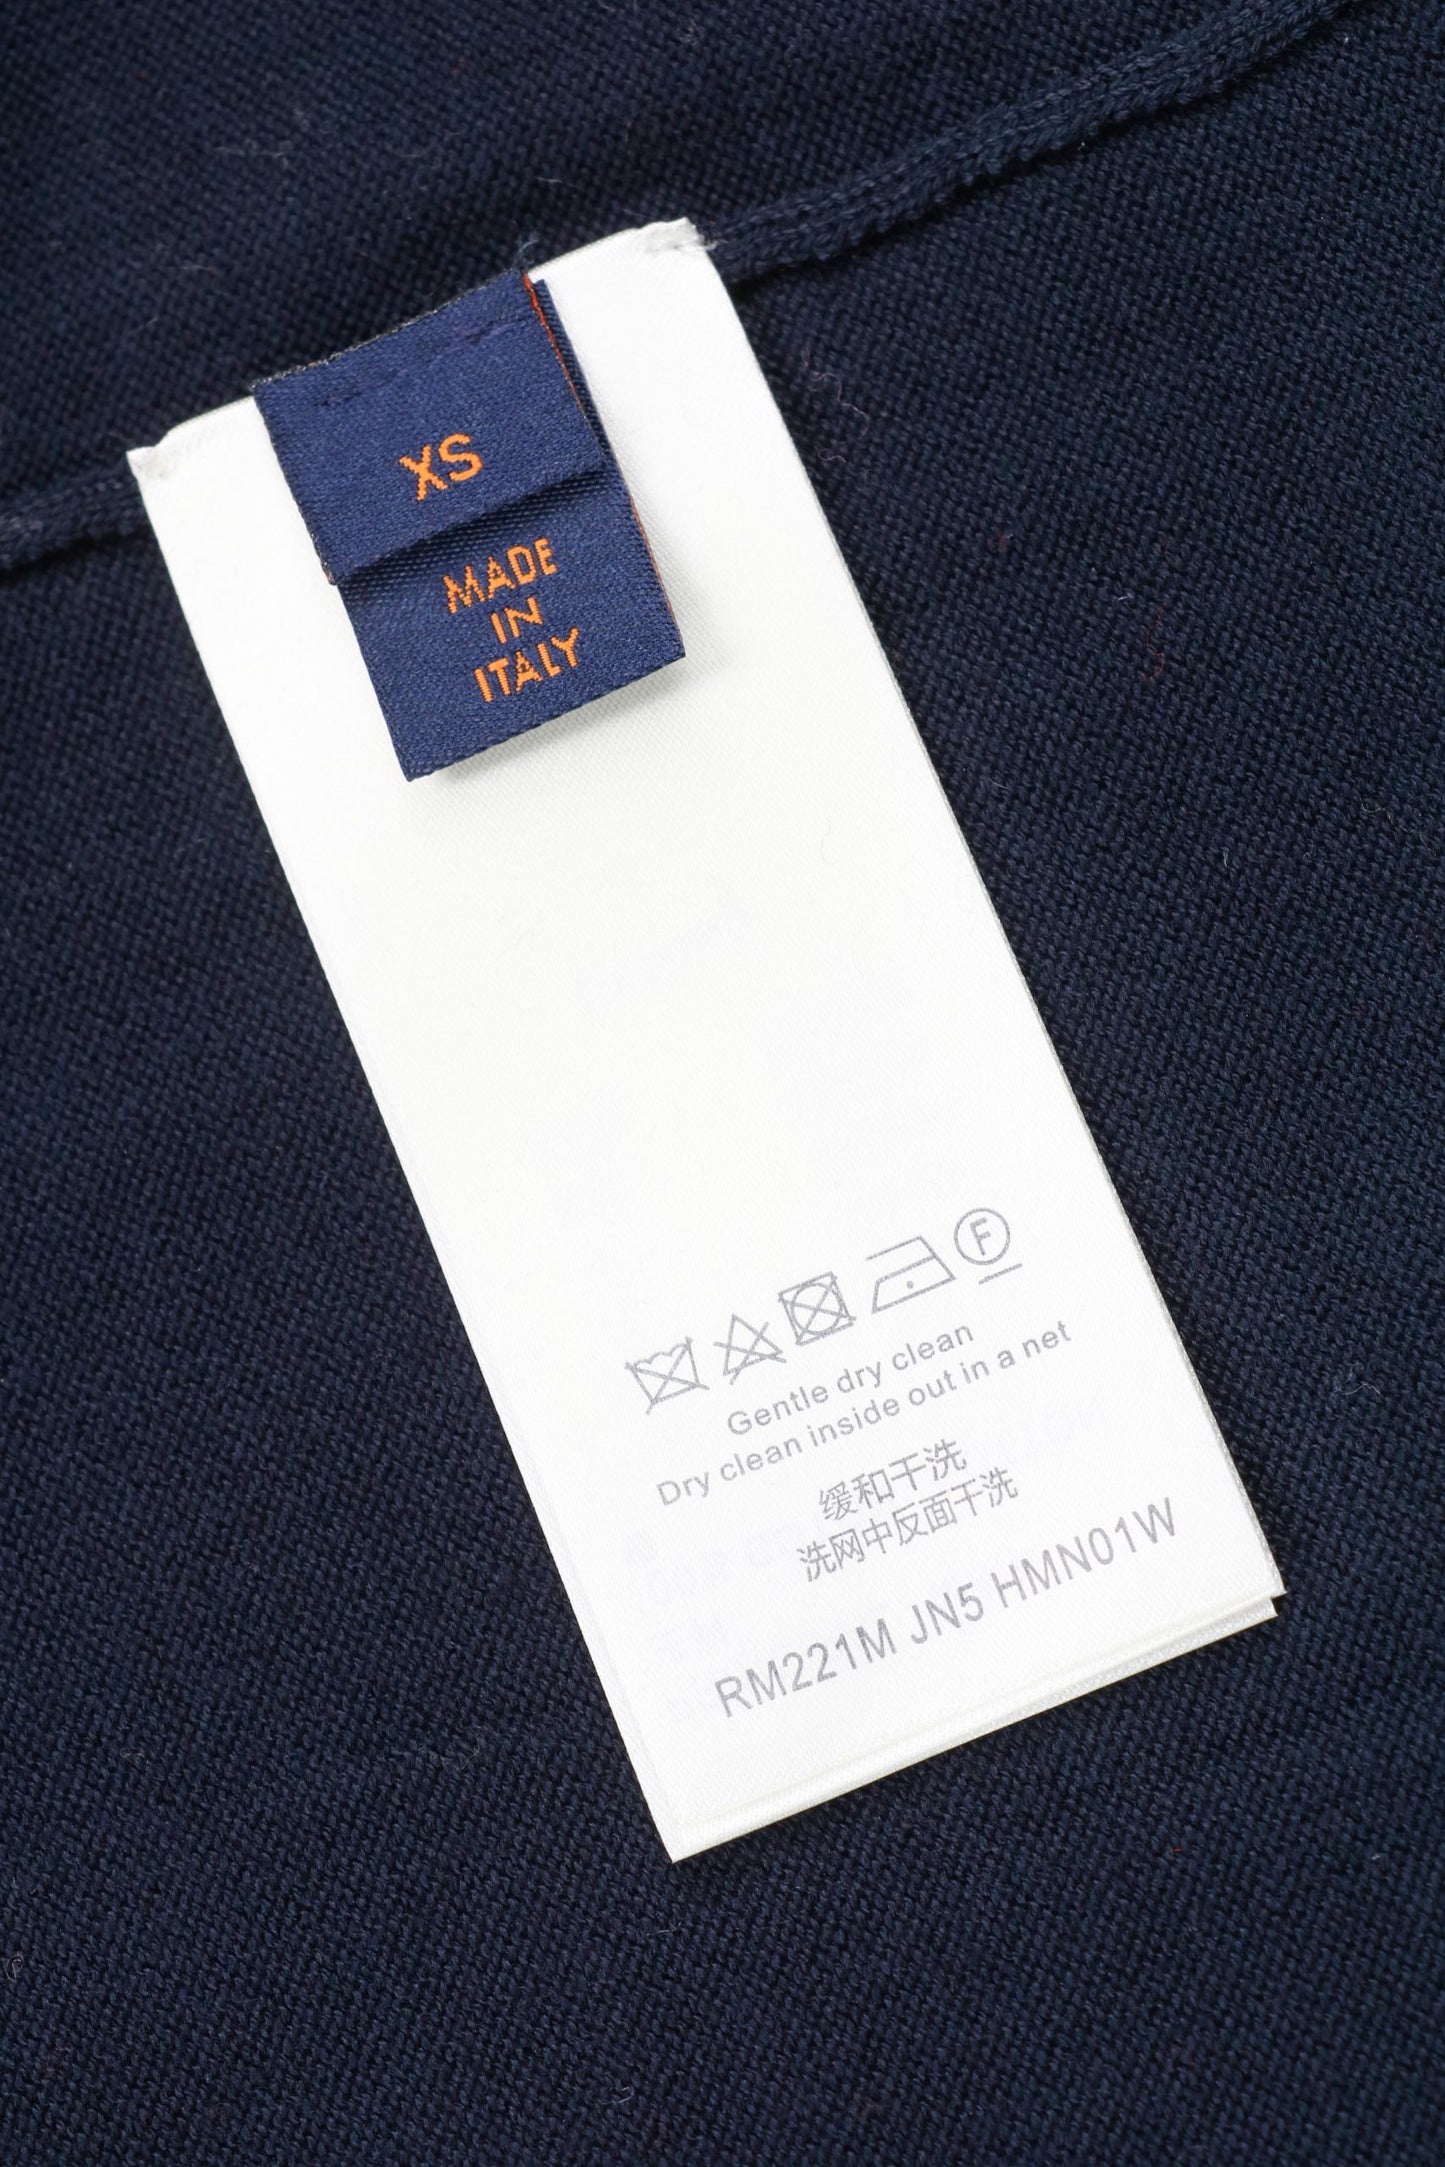 XS
MADE
IN
ITALY
F
Gentle dry clean
Dry clean inside out in a net
缓和干洗
洗网中反面干洗
RM221M JN5 HMN01W